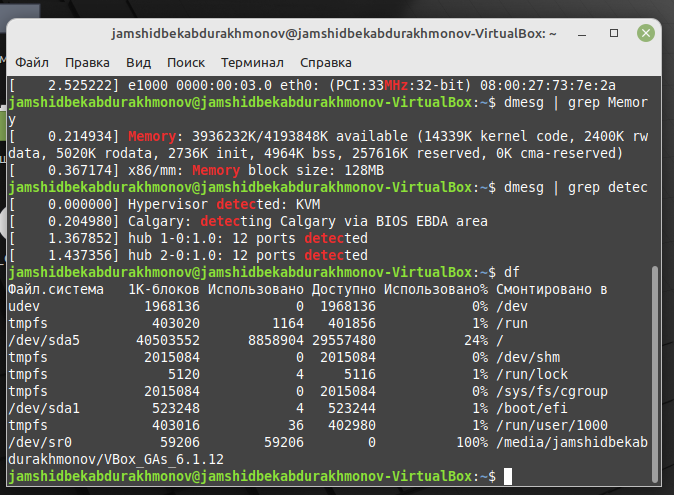 jamshidbekabdurakhmonov@jamshidbekabdurakhmonov-VirtualBox: ~
Файл Правка Вид Поиск Терминал Справка
[    2.525222] e1000 0000:00:03.0 eth0: (PCI:33MHz:32-bit) 08:00:27:73:7e:2a
jamshidbekabdurakhmonov@jamshidbekabdurakhmonov-VirtualBox:~$ dmesg | grep Memor
y
[    0.214934] Memory: 3936232K/4193848K available (14339K kernel code, 2400K rw
data, 5020K rodata, 2736K init, 4964K bss, 257616K reserved, 0K cma-reserved)
[    0.367174] x86/mm: Memory block size: 128MB
jamshidbekabdurakhmonov@jamshidbekabdurakhmonov-VirtualBox:~$ dmesg | grep detec
[    0.000000] Hypervisor detected: KVM
[    0.204980] Calgary: detecting Calgary via BIOS EBDA area
[    1.367852] hub 1-0:1.0: 12 ports detected
[    1.437356] hub 2-0:1.0: 12 ports detected
jamshidbekabdurakhmonov@jamshidbekabdurakhmonov-VirtualBox:~$ df
Файл.система   1K-блоков Использовано Доступно Использовано% Cмонтировано в
udev             1968136            0  1968136            0% /dev
tmpfs             403020         1164   401856            1% /run
/dev/sda5       40503552      8858904 29557480           24% /
tmpfs            2015084            0  2015084            0% /dev/shm
tmpfs               5120            4     5116            1% /run/lock
tmpfs            2015084            0  2015084            0% /sys/fs/cgroup
/dev/sda1         523248            4   523244            1% /boot/efi
tmpfs             403016           36   402980            1% /run/user/1000
/dev/sr0           59206        59206        0          100% /media/jamshidbekab
durakhmonov/VBox_GAs_6.1.12
jamshidbekabdurakhmonov@jamshidbekabdurakhmonov-VirtualBox:~$